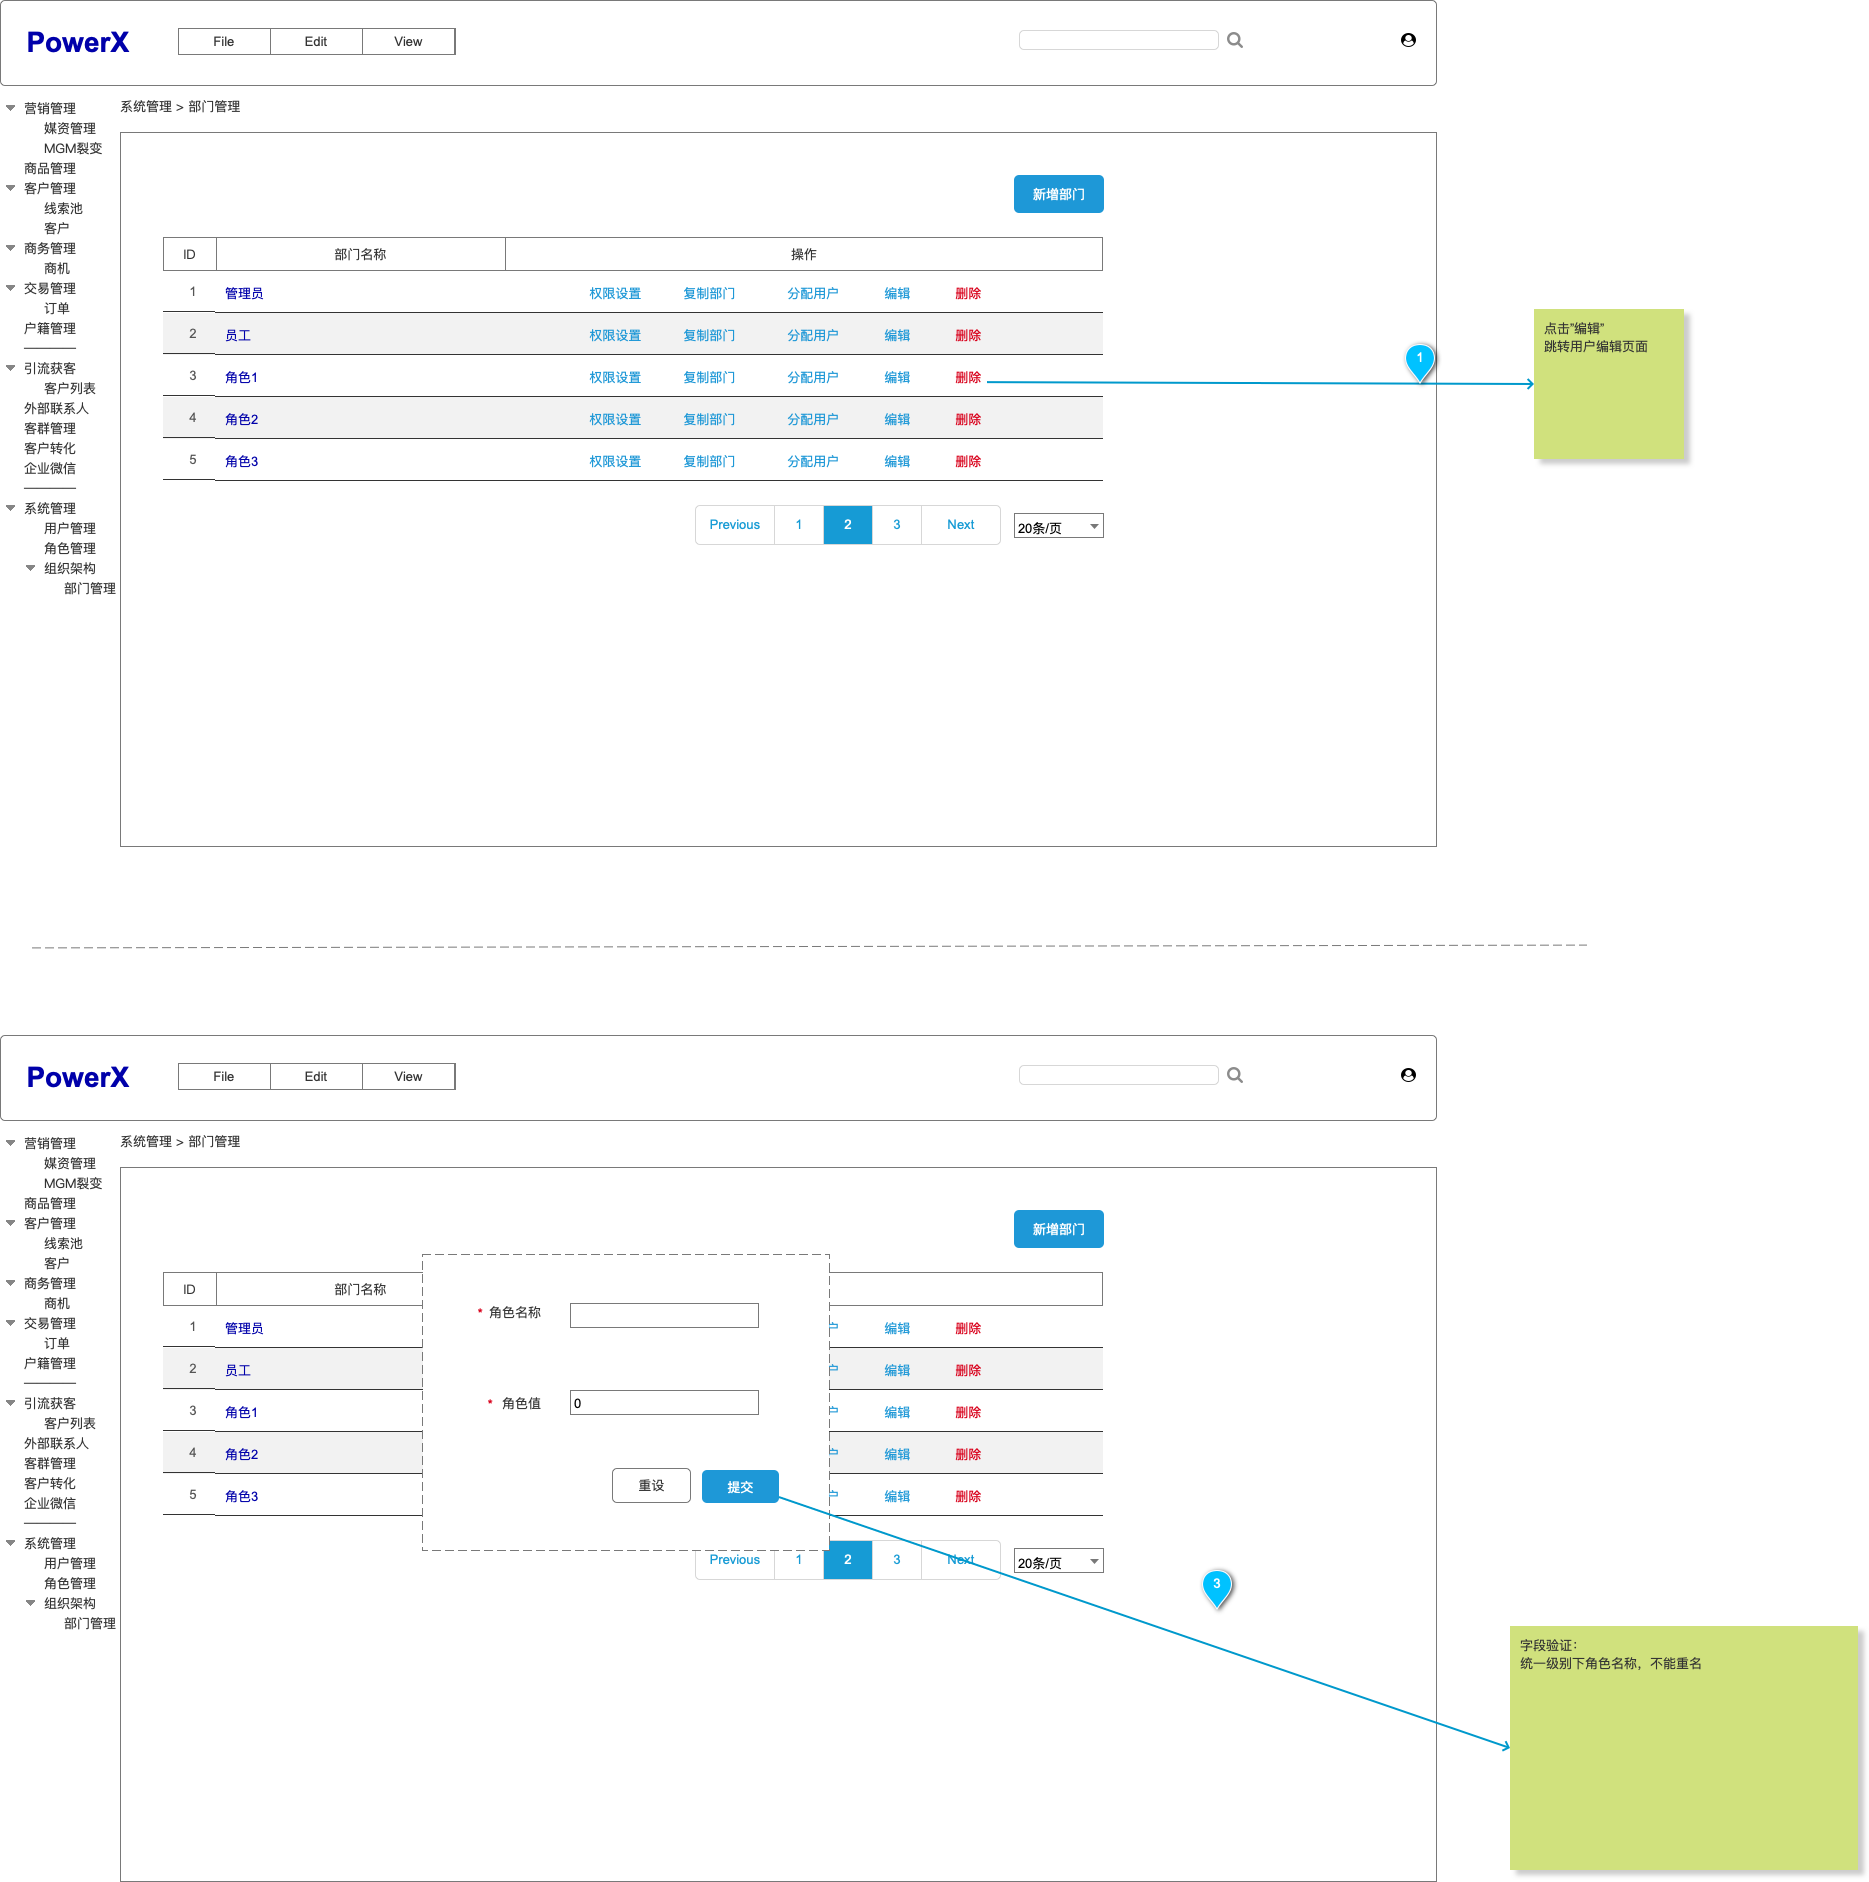 PowerX
File Edit View
营销管理
媒资管理
MGM裂变
商品管理
客户管理
线索池
客户
商务管理
商机
交易管理
订单
户籍管理
引流获客
客户列表
外部联系人
客群管理
客户转化
企业微信
系统管理
用户管理
角色管理
组织架构
部门管理
系统管理 > 部门管理
新增部门
ID 部门名称 操作
1 管理员 权限设置 复制部门 分配用户 编辑 删除
2 员工 权限设置 复制部门 分配用户 编辑 删除
3 角色1 权限设置 复制部门 分配用户 编辑 删除
4 角色2 权限设置 复制部门 分配用户 编辑 删除
5 角色3 权限设置 复制部门 分配用户 编辑 删除
Previous 1 2 3 Next 20条/页
1
点击”编辑”
跳转用户编辑页面
PowerX
File Edit View
营销管理
媒资管理
MGM裂变
商品管理
客户管理
线索池
客户
商务管理
商机
交易管理
订单
户籍管理
引流获客
客户列表
外部联系人
客群管理
客户转化
企业微信
系统管理
用户管理
角色管理
组织架构
部门管理
系统管理 > 部门管理
新增部门
ID 部门名称
1 管理员 编辑 删除
2 员工 编辑 删除
3 角色1 编辑 删除
4 角色2 编辑 删除
5 角色3 编辑 删除
* 角色名称
* 角色值 0
重设 提交
Previous 1 2 3 Next 20条/页
3
字段验证：
统一级别下角色名称，不能重名